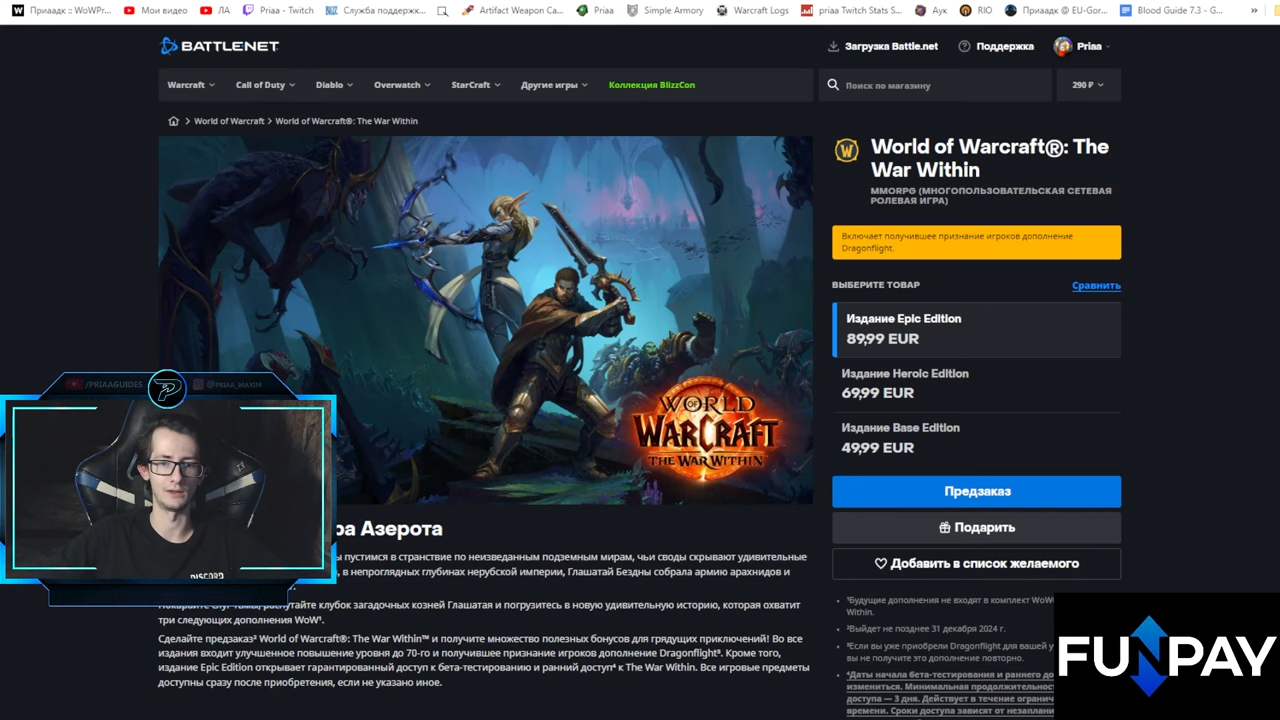 Приаадк :: WoWPr...
Мои видео
ЛА
Priaa - Twitch
Служба поддержк...
Artifact Weapon Ca...
Priaa
Simple Armory
Warcraft Logs
priaa Twitch Stats S...
Аук
RIO
Приаадк @ EU-Gor...
Blood Guide 7.3 - G...
»
BATTLE.NET
Загрузка Battle.net
Поддержка
Priaa
Warcraft
Call of Duty
Diablo
Overwatch
StarCraft
Другие игры
Коллекция BlizzCon
Поиск по магазину
290 ₽
World of Warcraft
World of Warcraft®: The War Within
World of Warcraft®: The
War Within
MMORPG (МНОГОПОЛЬЗОВАТЕЛЬСКАЯ СЕТЕВАЯ
РОЛЕВАЯ ИГРА)
Включает получившее признание игроков дополнение
Dragonflight.
ВЫБЕРИТЕ ТОВАР
Сравнить
Издание Epic Edition
89,99 EUR
Издание Heroic Edition
69,99 EUR
Издание Base Edition
49,99 EUR
Предзаказ
Подарить
Добавить в список желаемого
WORLD
OF
WARCRAFT
THE WAR WITHIN
/PRIAAGUIDES
@PRIAA_MAXIM
DISCORD
ра Азерота
ы пустимся в странствие по неизведанным подземным мирам, чьи своды скрывают удивительные
, в непроглядных глубинах нерубской империи, Глашатай Бездны собрала армию арахнидов и
распутайте клубок загадочных козней Глашатая и погрузитесь в новую удивительную историю, которая охватит
три следующих дополнения WoW¹.
Сделайте предзаказ² World of Warcraft®: The War Within™ и получите множество полезных бонусов для грядущих приключений! Во все
издания входит улучшенное повышение уровня до 70-го и получившее признание игроков дополнение Dragonflight³. Кроме того,
издание Epic Edition открывает гарантированный доступ к бета-тестированию и ранний доступ⁴ к The War Within. Все игровые предметы
доступны сразу после приобретения, если не указано иное.
¹Будущие дополнения не входят в комплект WoW
Within.
²Выйдет не позднее 31 декабря 2024 г.
³Если вы уже приобрели Dragonflight для вашей у
вы не получите это дополнение повторно.
⁴Даты начала бета-тестирования и раннего до
измениться. Минимальная продолжительност
доступа — 3 дня. Действует в течение огранич
времени. Сроки доступа зависят от незаплани
FUNPAY